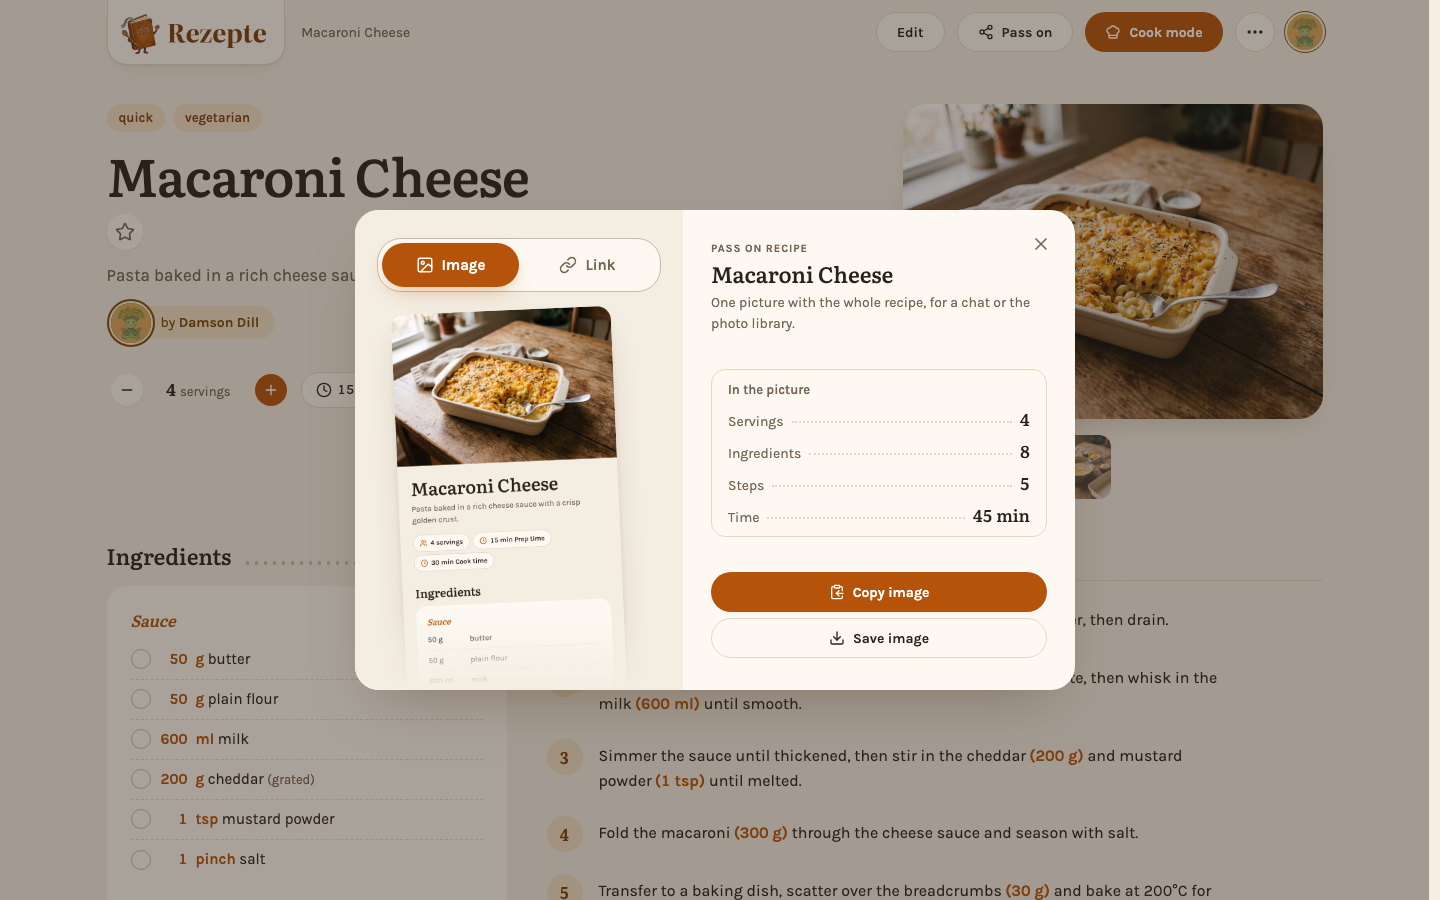 Rezepte
Macaroni Cheese
Edit
Pass on
Cook mode
quick
vegetarian
Macaroni Cheese
Pasta baked in a rich cheese sau
by Damson Dill
4 servings
15
Ingredients
Sauce
50 g butter
50 g plain flour
600 ml milk
200 g cheddar (grated)
1 tsp mustard powder
1 pinch salt
Image
Link
Macaroni Cheese
Pasta baked in a rich cheese sauce with a crisp
golden crust.
4 servings
15 min Prep time
30 min Cook time
Ingredients
Sauce
50 g butter
50 g plain flour
600 ml milk
PASS ON RECIPE
Macaroni Cheese
One picture with the whole recipe, for a chat or the
photo library.
In the picture
Servings 4
Ingredients 8
Steps 5
Time 45 min
Copy image
Save image
er, then drain.
te, then whisk in the
milk (600 ml) until smooth.
3 Simmer the sauce until thickened, then stir in the cheddar (200 g) and mustard
powder (1 tsp) until melted.
4 Fold the macaroni (300 g) through the cheese sauce and season with salt.
5 Transfer to a baking dish, scatter over the breadcrumbs (30 g) and bake at 200°C for